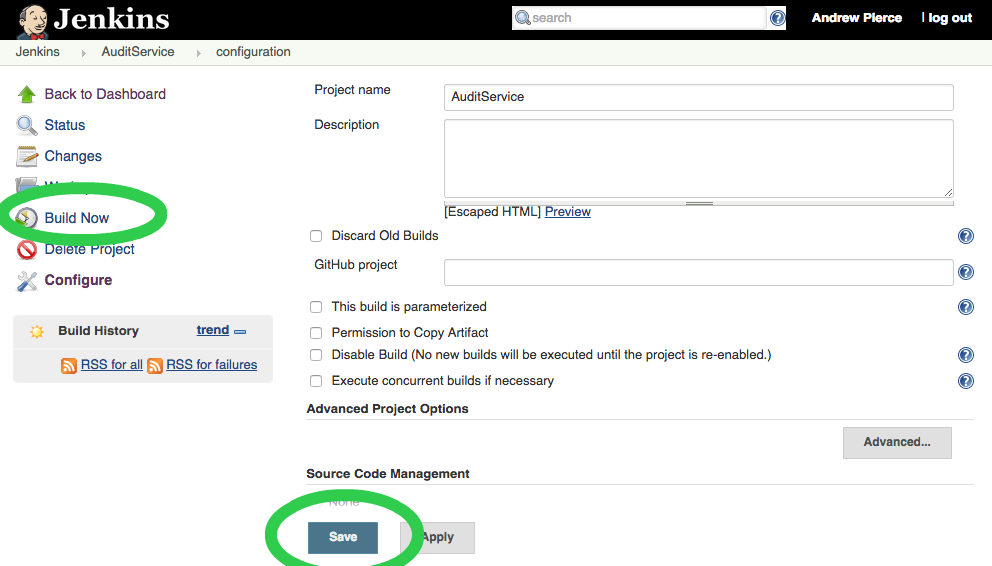 Jenkins
search
Andrew Pierce
| log out
Jenkins
AuditService
configuration
Back to Dashboard
Status
Changes
Build Now
Delete Project
Configure
Build History
trend
RSS for all
RSS for failures
Project name
AuditService
Description
[Escaped HTML] Preview
Discard Old Builds
GitHub project
This build is parameterized
Permission to Copy Artifact
Disable Build (No new builds will be executed until the project is re-enabled.)
Execute concurrent builds if necessary
Advanced Project Options
Advanced...
Source Code Management
None
Save
Apply